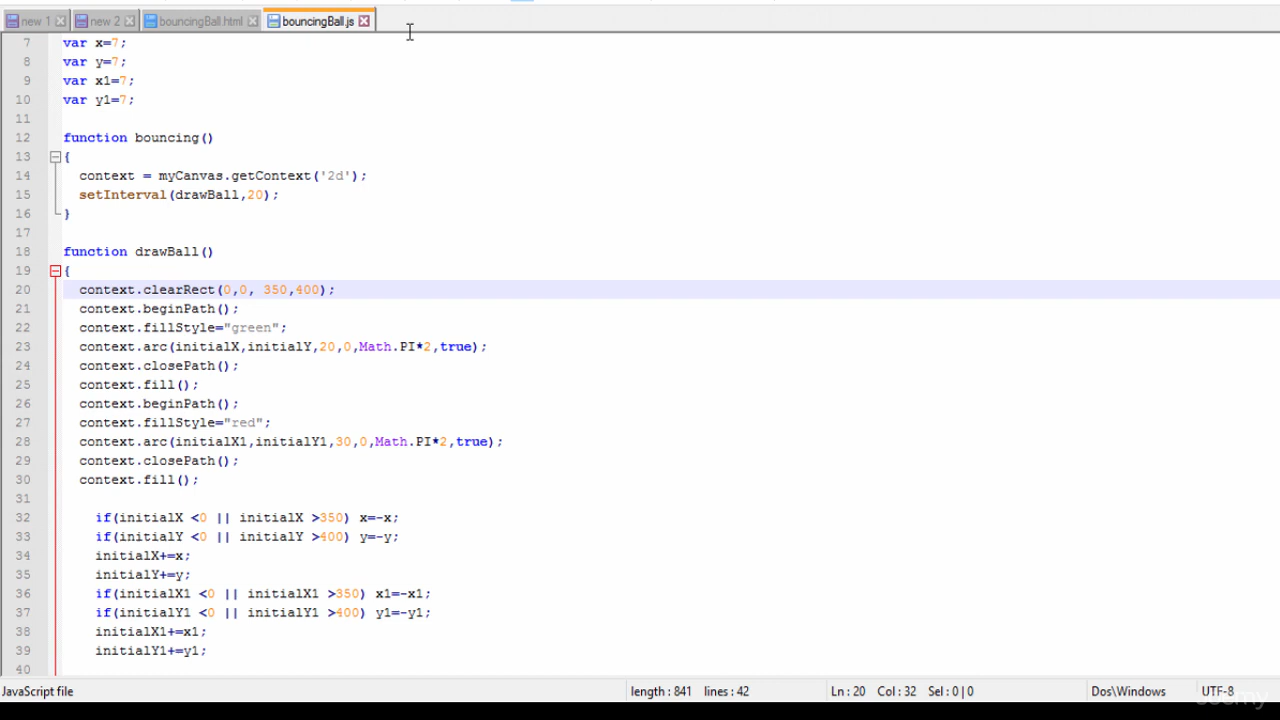 new 1 new 2 bouncingBall.html bouncingBall.js
7 var x=7;
8 var y=7;
9 var x1=7;
10 var y1=7;
11
12 function bouncing()
13 {
14 context = myCanvas.getContext('2d');
15 setInterval(drawBall,20);
16 }
17
18 function drawBall()
19 {
20 context.clearRect(0,0, 350,400);
21 context.beginPath();
22 context.fillStyle="green";
23 context.arc(initialX,initialY,20,0,Math.PI*2,true);
24 context.closePath();
25 context.fill();
26 context.beginPath();
27 context.fillStyle="red";
28 context.arc(initialX1,initialY1,30,0,Math.PI*2,true);
29 context.closePath();
30 context.fill();
31
32 if(initialX <0 || initialX >350) x=-x;
33 if(initialY <0 || initialY >400) y=-y;
34 initialX+=x;
35 initialY+=y;
36 if(initialX1 <0 || initialX1 >350) x1=-x1;
37 if(initialY1 <0 || initialY1 >400) y1=-y1;
38 initialX1+=x1;
39 initialY1+=y1;
40
JavaScript file length : 841 lines : 42 Ln : 20 Col : 32 Sel : 0 | 0 Dos\Windows UTF-8